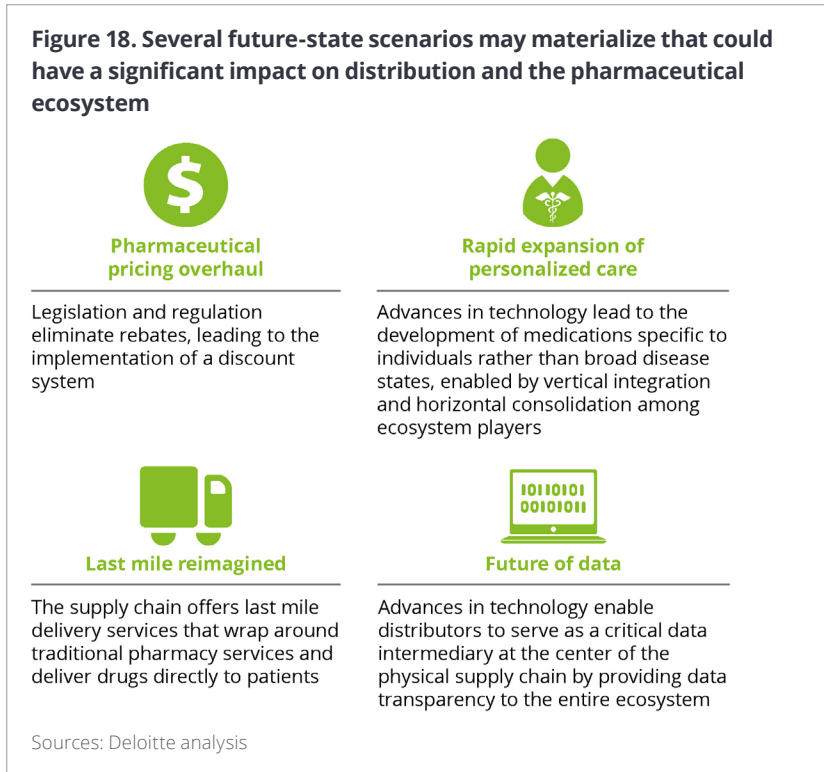 Figure 18. Several future-state scenarios may materialize that could
have a significant impact on distribution and the pharmaceutical
ecosystem
$
Pharmaceutical
pricing overhaul
Legislation and regulation
eliminate rebates, leading to the
implementation of a discount
system
Rapid expansion of
personalized care
Advances in technology lead to the
development of medications specific to
individuals rather than broad disease
states, enabled by vertical integration
and horizontal consolidation among
ecosystem players
Last mile reimagined
The supply chain offers last mile
delivery services that wrap around
traditional pharmacy services and
deliver drugs directly to patients
10110101
00101011
Future of data
Advances in technology enable
distributors to serve as a critical data
intermediary at the center of the
physical supply chain by providing data
transparency to the entire ecosystem
Sources: Deloitte analysis